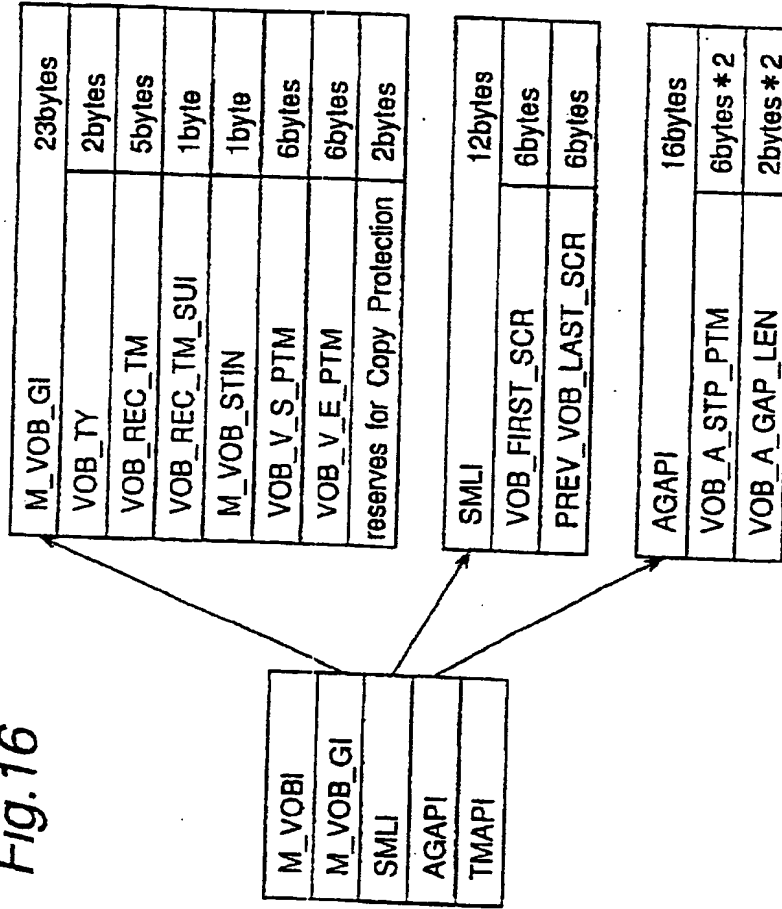 Fig.16
M_VOBI
M_VOB_GI
SMLI
AGAPI
TMAPI
M_VOB_GI 23bytes
VOB_TY 2bytes
VOB_REC_TM 5bytes
VOB_REC_TM_SUI 1byte
M_VOB_STIN 1byte
VOB_V_S_PTM 6bytes
VOB_V_E_PTM 6bytes
reserves for Copy Protection 2bytes
SMLI 12bytes
VOB_FIRST_SCR 6bytes
PREV_VOB_LAST_SCR 6bytes
AGAPI 16bytes
VOB_A_STP_PTM 6bytes*2
VOB_A_GAP_LEN 2bytes*2